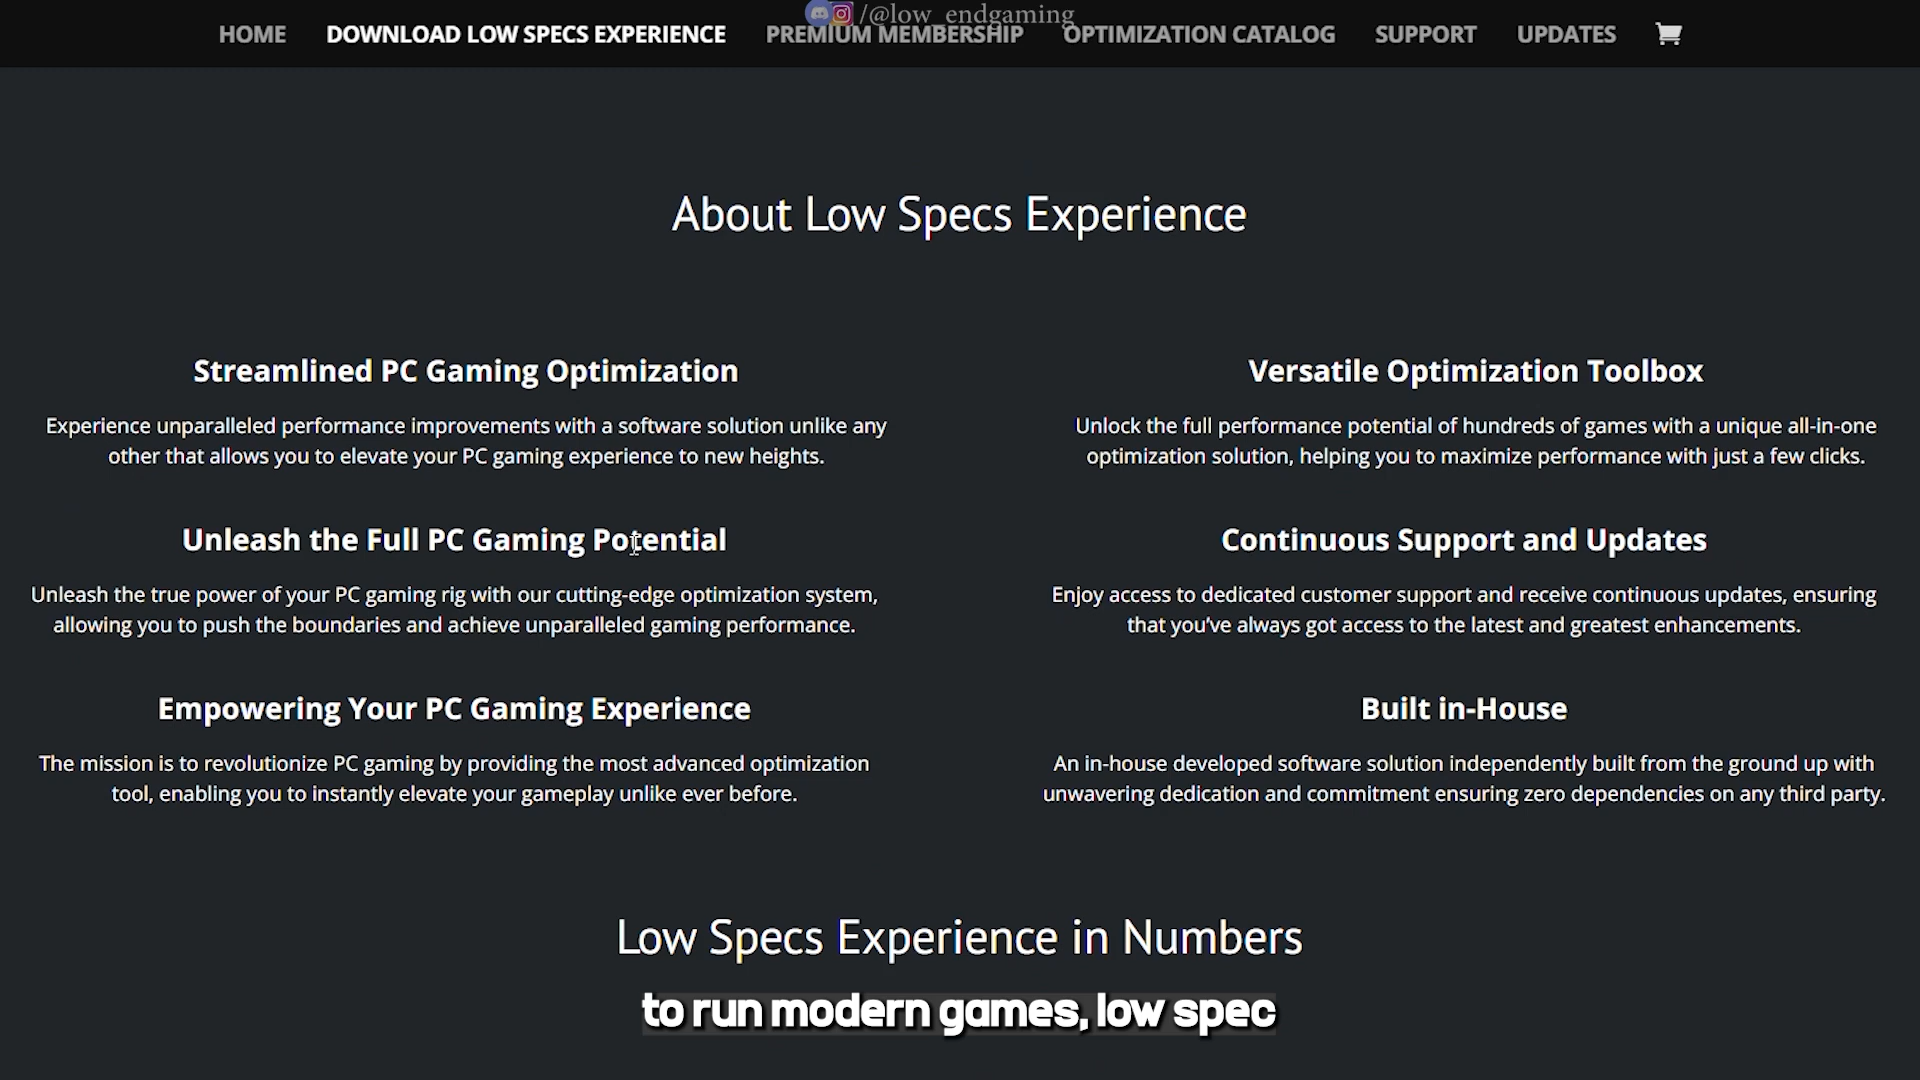 /@low_endgaming
HOME DOWNLOAD LOW SPECS EXPERIENCE PREMIUM MEMBERSHIP OPTIMIZATION CATALOG SUPPORT UPDATES
About Low Specs Experience
Streamlined PC Gaming Optimization
Experience unparalleled performance improvements with a software solution unlike any
other that allows you to elevate your PC gaming experience to new heights.
Versatile Optimization Toolbox
Unlock the full performance potential of hundreds of games with a unique all-in-one
optimization solution, helping you to maximize performance with just a few clicks.
Unleash the Full PC Gaming Potential
Unleash the true power of your PC gaming rig with our cutting-edge optimization system,
allowing you to push the boundaries and achieve unparalleled gaming performance.
Continuous Support and Updates
Enjoy access to dedicated customer support and receive continuous updates, ensuring
that you’ve always got access to the latest and greatest enhancements.
Empowering Your PC Gaming Experience
The mission is to revolutionize PC gaming by providing the most advanced optimization
tool, enabling you to instantly elevate your gameplay unlike ever before.
Built in-House
An in-house developed software solution independently built from the ground up with
unwavering dedication and commitment ensuring zero dependencies on any third party.
Low Specs Experience in Numbers
to run modern games, low spec